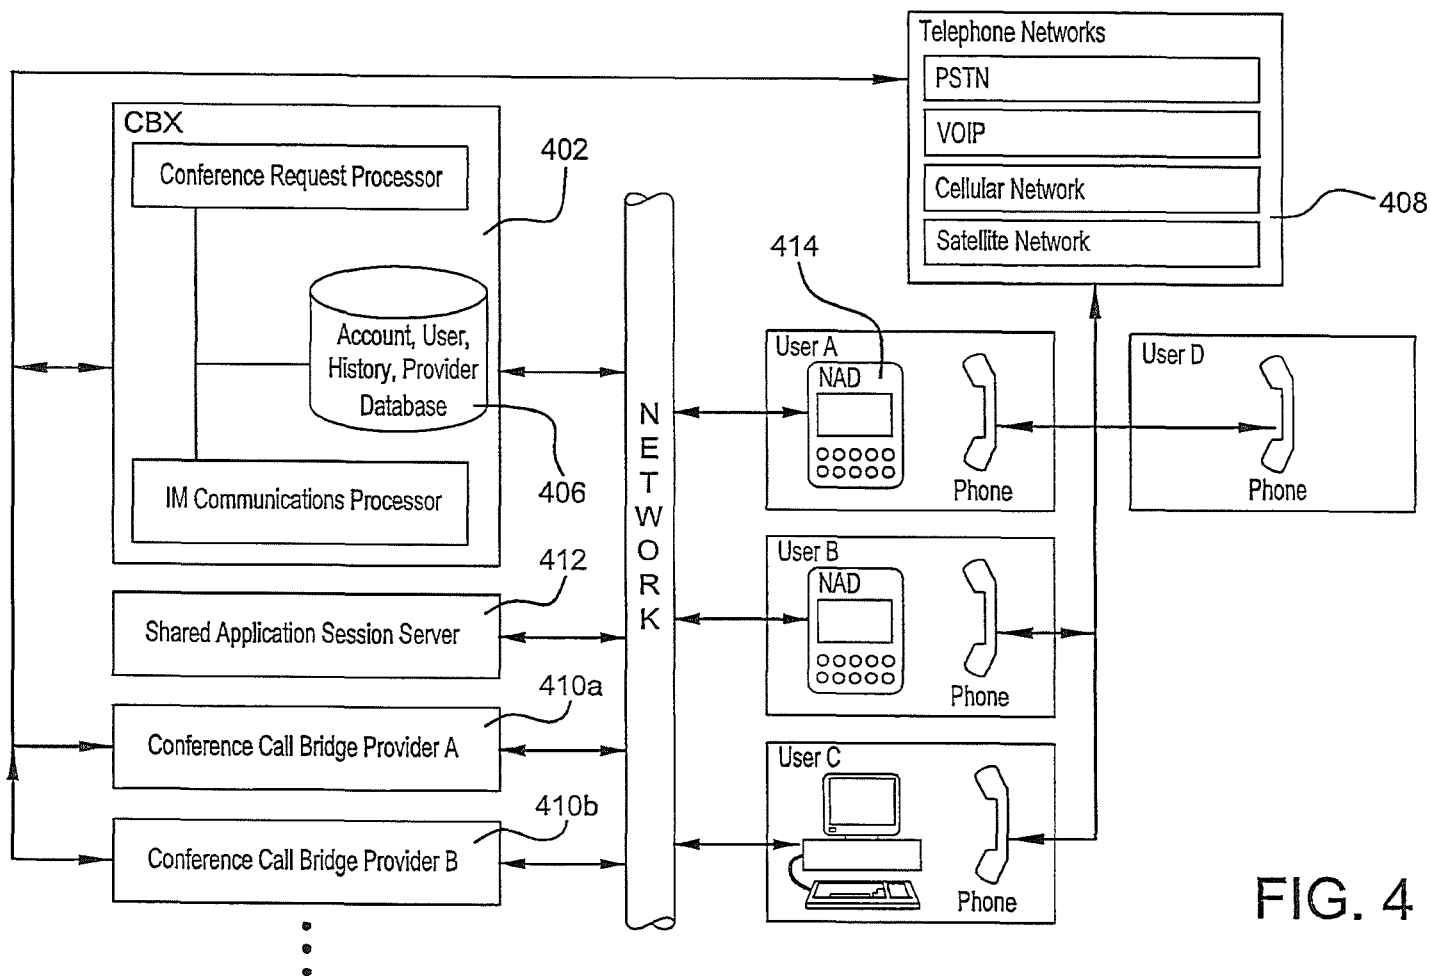 Telephone Networks
PSTN
VOIP
Cellular Network
Satellite Network
408
CBX
Conference Request Processor
402
Account, User,
History, Provider
Database
406
IM Communications Processor
412
Shared Application Session Server
410a
Conference Call Bridge Provider A
410b
Conference Call Bridge Provider B
NETWORK
414
User A
NAD
Phone
User D
Phone
User B
NAD
Phone
User C
Phone
FIG. 4